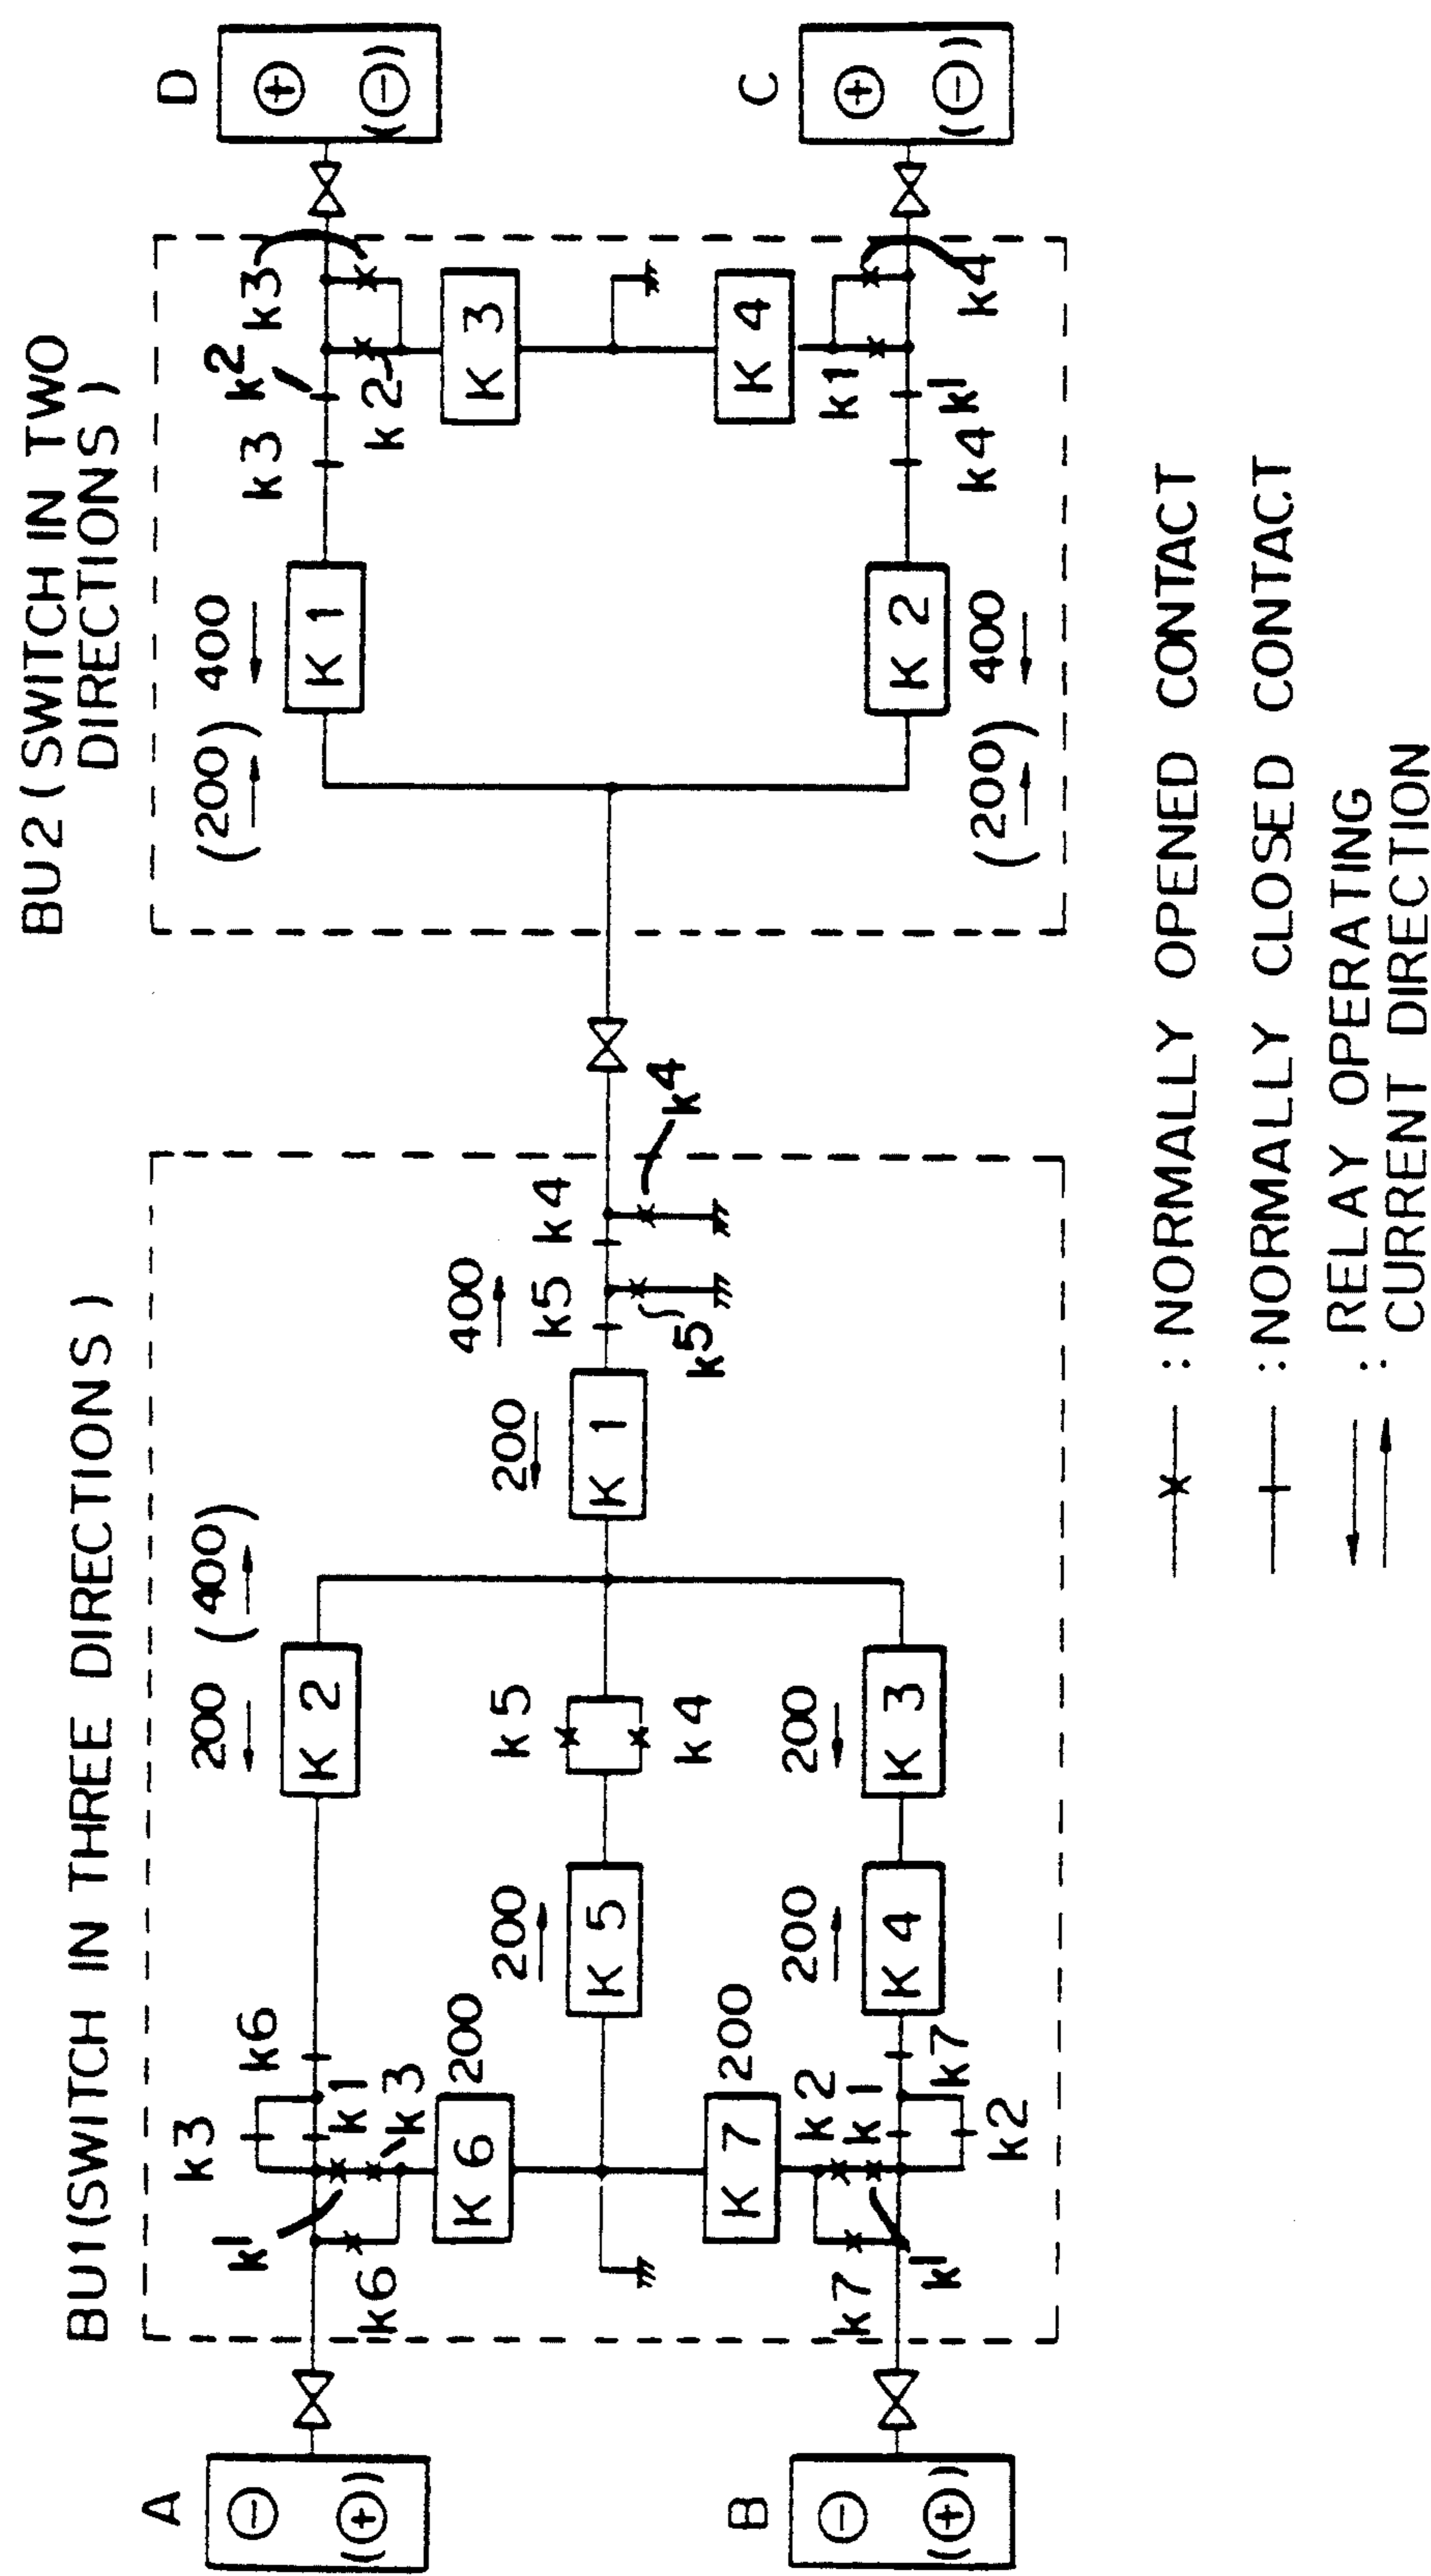 BU1(SWITCH IN THREE DIRECTIONS)
BU2(SWITCH IN TWO
DIRECTIONS)
A
⊖
(⊕)
k3
k6
200 (400)
K 2
k1
k3
k1
k6
K 6
200
200
K 5
k5
k4
200
K 1
400
k5
k4
k5
k4
K 7
200
k2
k1
k7
k1
k7
k2
200
K 4
200
K 3
B
⊖
(⊕)
(200) 400
K 1
k3
k2
k3
k2
K 3
K 4
k1
k1
k4
k4
K 2
(200) 400
D
⊕
(⊖)
C
⊕
(⊖)
: NORMALLY OPENED CONTACT
: NORMALLY CLOSED CONTACT
: RELAY OPERATING
CURRENT DIRECTION